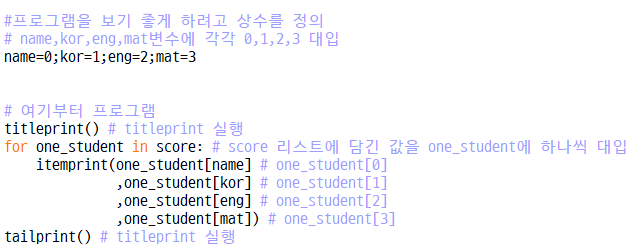 #프로그램을 보기 좋게 하려고 상수를 정의
# name,kor,eng,mat변수에 각각 0,1,2,3 대입
name=0;kor=1;eng=2;mat=3
# 여기부터 프로그램
titleprint() # titleprint 실행
for one_student in score: # score 리스트에 담긴 값을 one_student에 하나씩 대입
    itemprint(one_student[name] # one_student[0]
              ,one_student[kor] # one_student[1]
              ,one_student[eng] # one_student[2]
              ,one_student[mat]) # one_student[3]
tailprint() # titleprint 실행